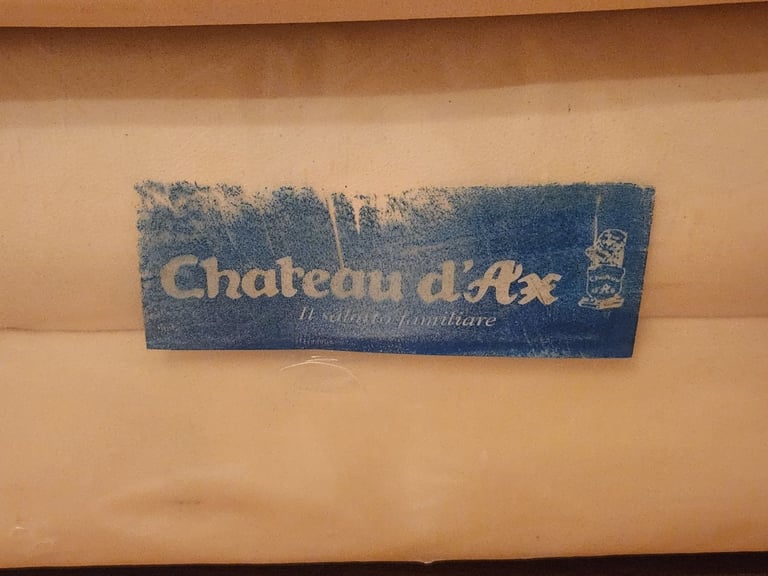 Chateau d'Ax
Il salotto familiare